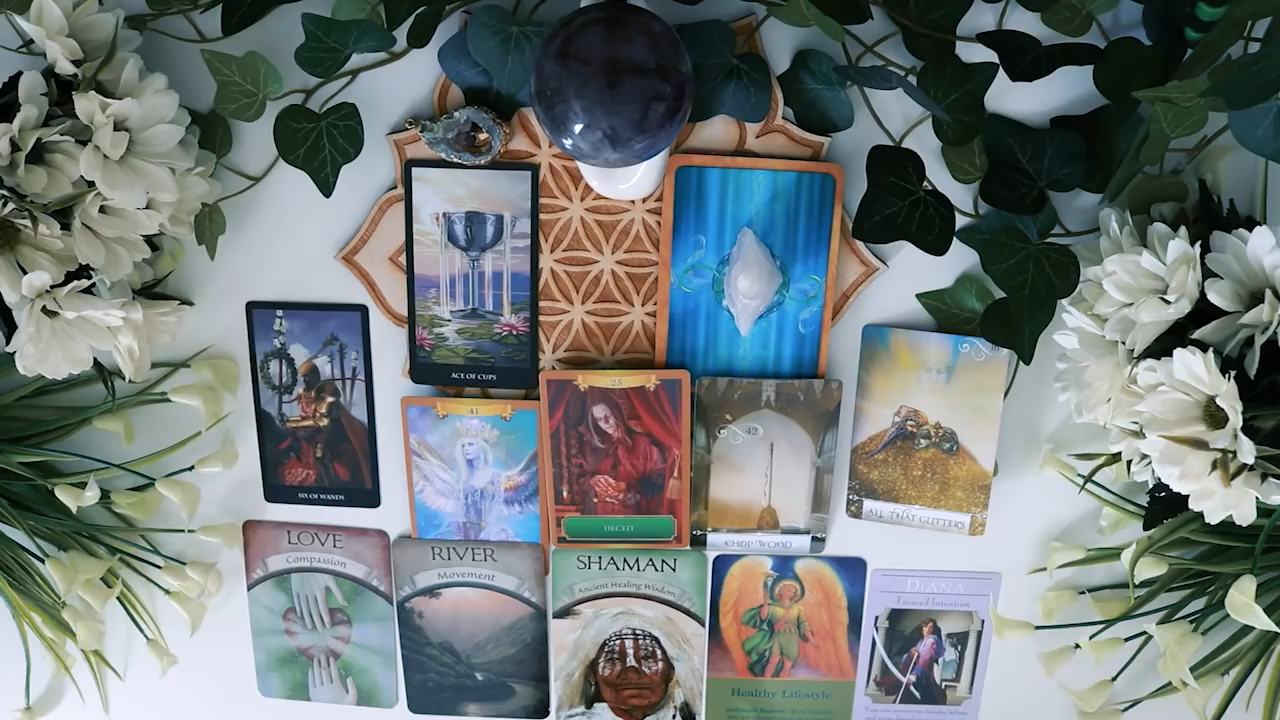 ACE OF CUPS
SIX OF WANDS
41
25
DECEIT
42
CHOP WOOD
ALL THAT GLITTERS
LOVE
Compassion
RIVER
Movement
SHAMAN
Ancient Healing Wisdom
Healthy Lifestyle
DIANA
Focused Intention